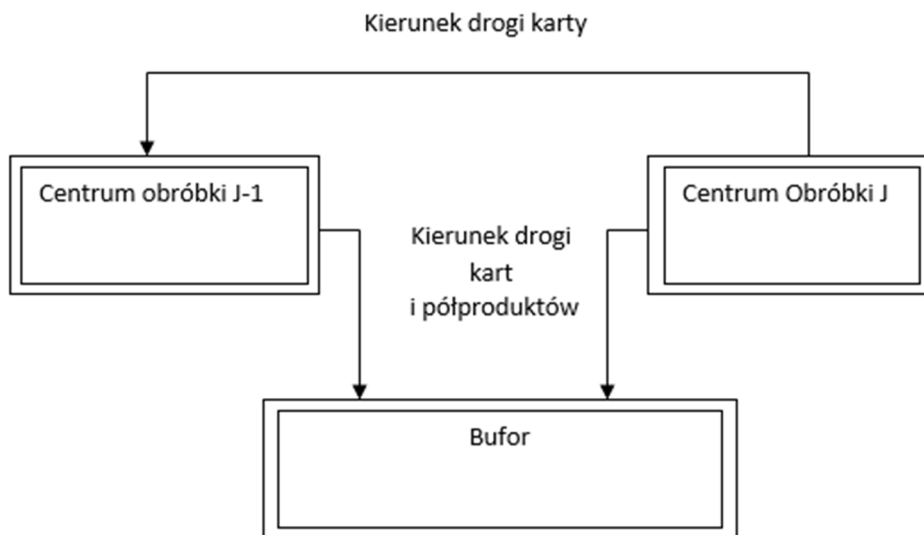 Kierunek drogi karty
Centrum obróbki J-1
Centrum Obróbki J
Kierunek drogi
kart
i półproduktów
Bufor